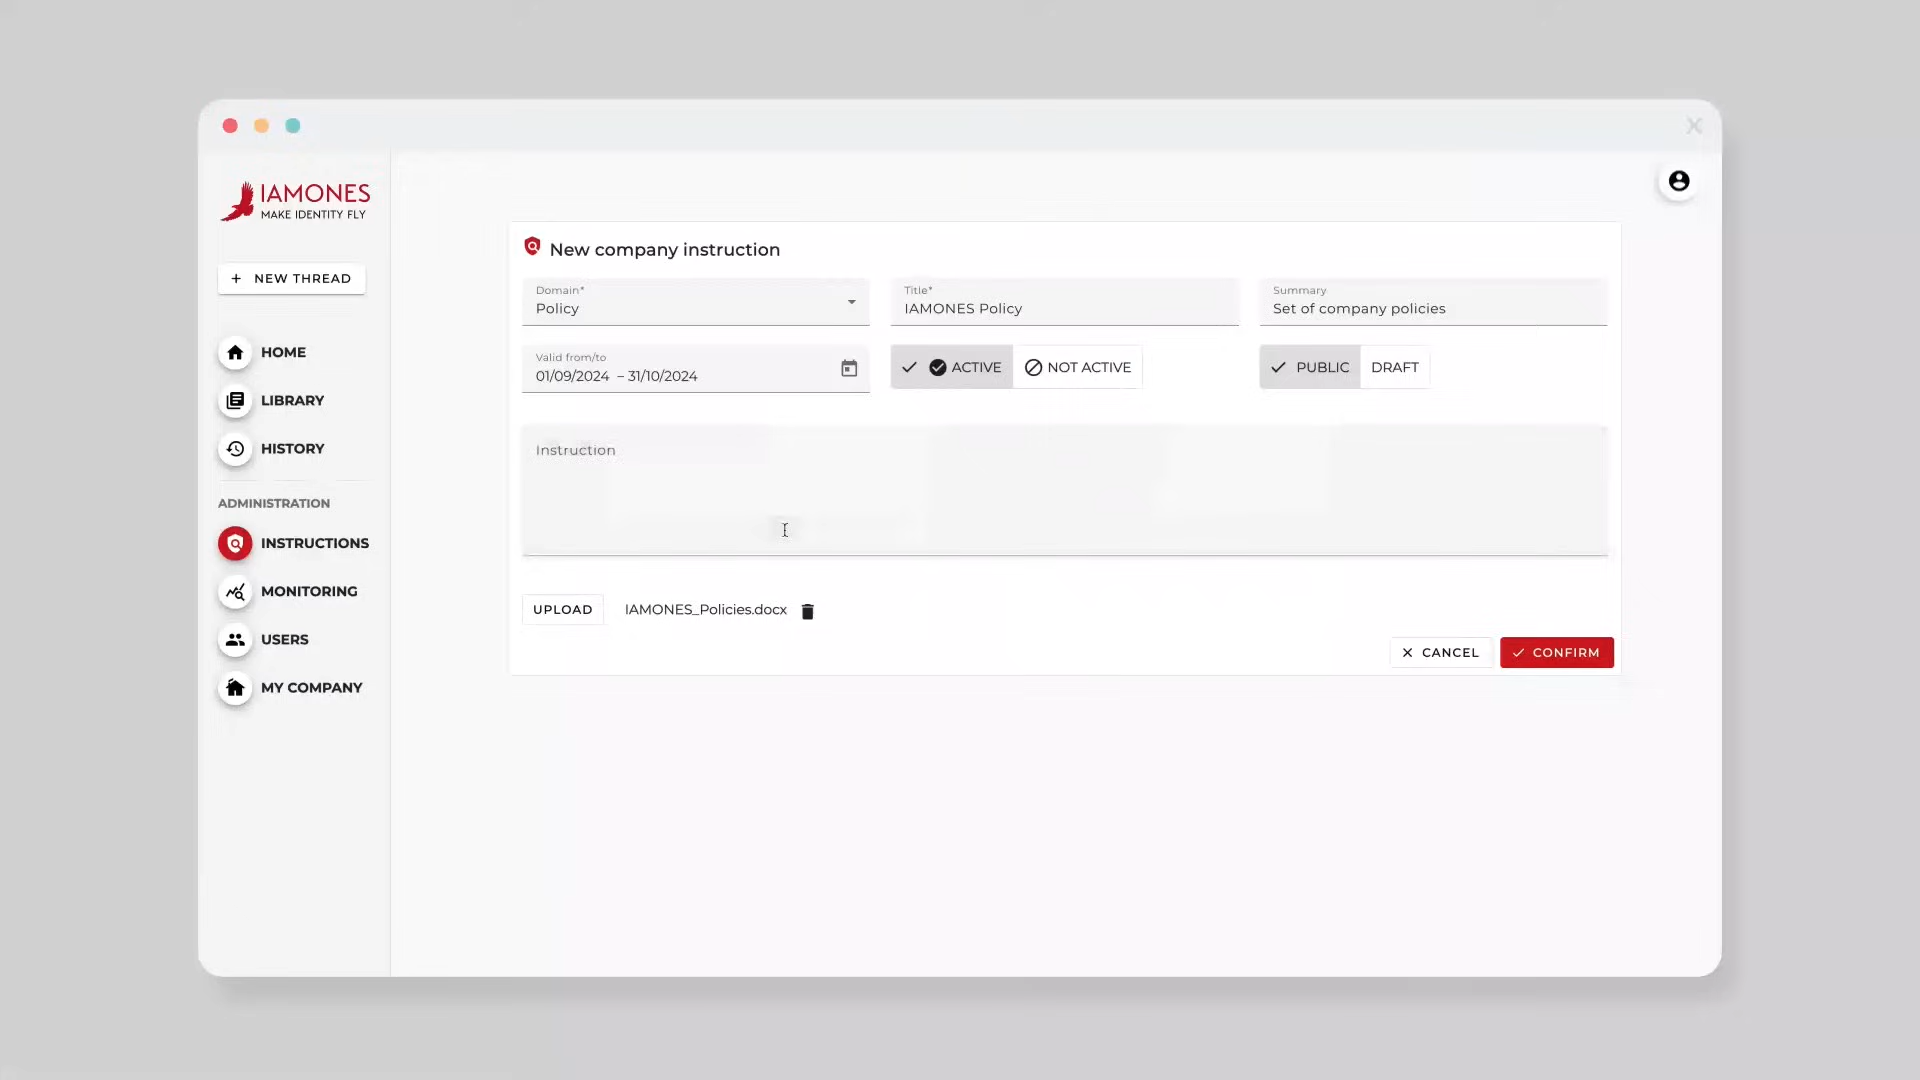 X
IAMONES
MAKE IDENTITY FLY
+ NEW THREAD
HOME
LIBRARY
HISTORY
ADMINISTRATION
INSTRUCTIONS
MONITORING
USERS
MY COMPANY
New company instruction
Domain*
Policy
Title*
IAMONES Policy
Summary
Set of company policies
Valid from/to
01/09/2024 – 31/10/2024
ACTIVE
NOT ACTIVE
PUBLIC
DRAFT
Instruction
UPLOAD
IAMONES_Policies.docx
CANCEL
CONFIRM